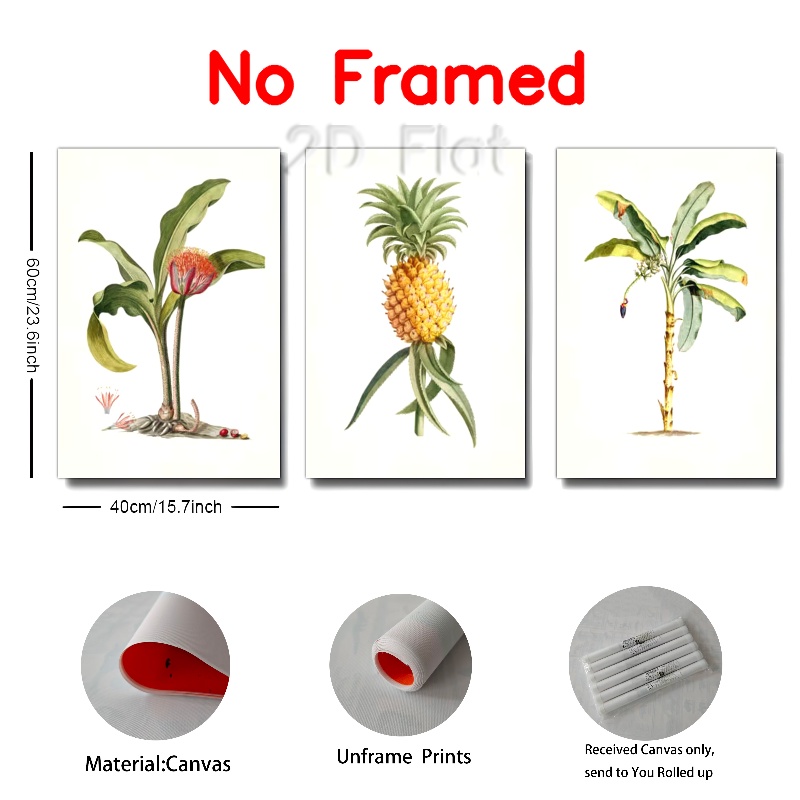 No Framed
2D Flat
60cm/23.6inch
40cm/15.7inch
Material:Canvas
Unframe Prints
Received Canvas only,
send to You Rolled up